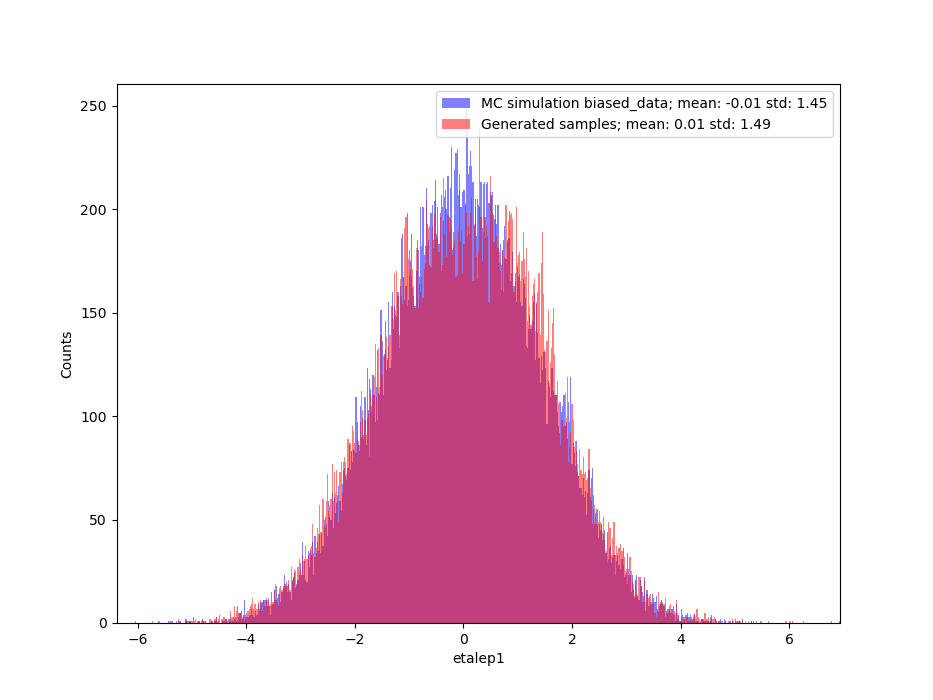 MC simulation biased_data; mean: -0.01 std: 1.45
Generated samples; mean: 0.01 std: 1.49
250
200
150
100
50
0
Counts
−6 −4 −2 0 2 4 6
etalep1